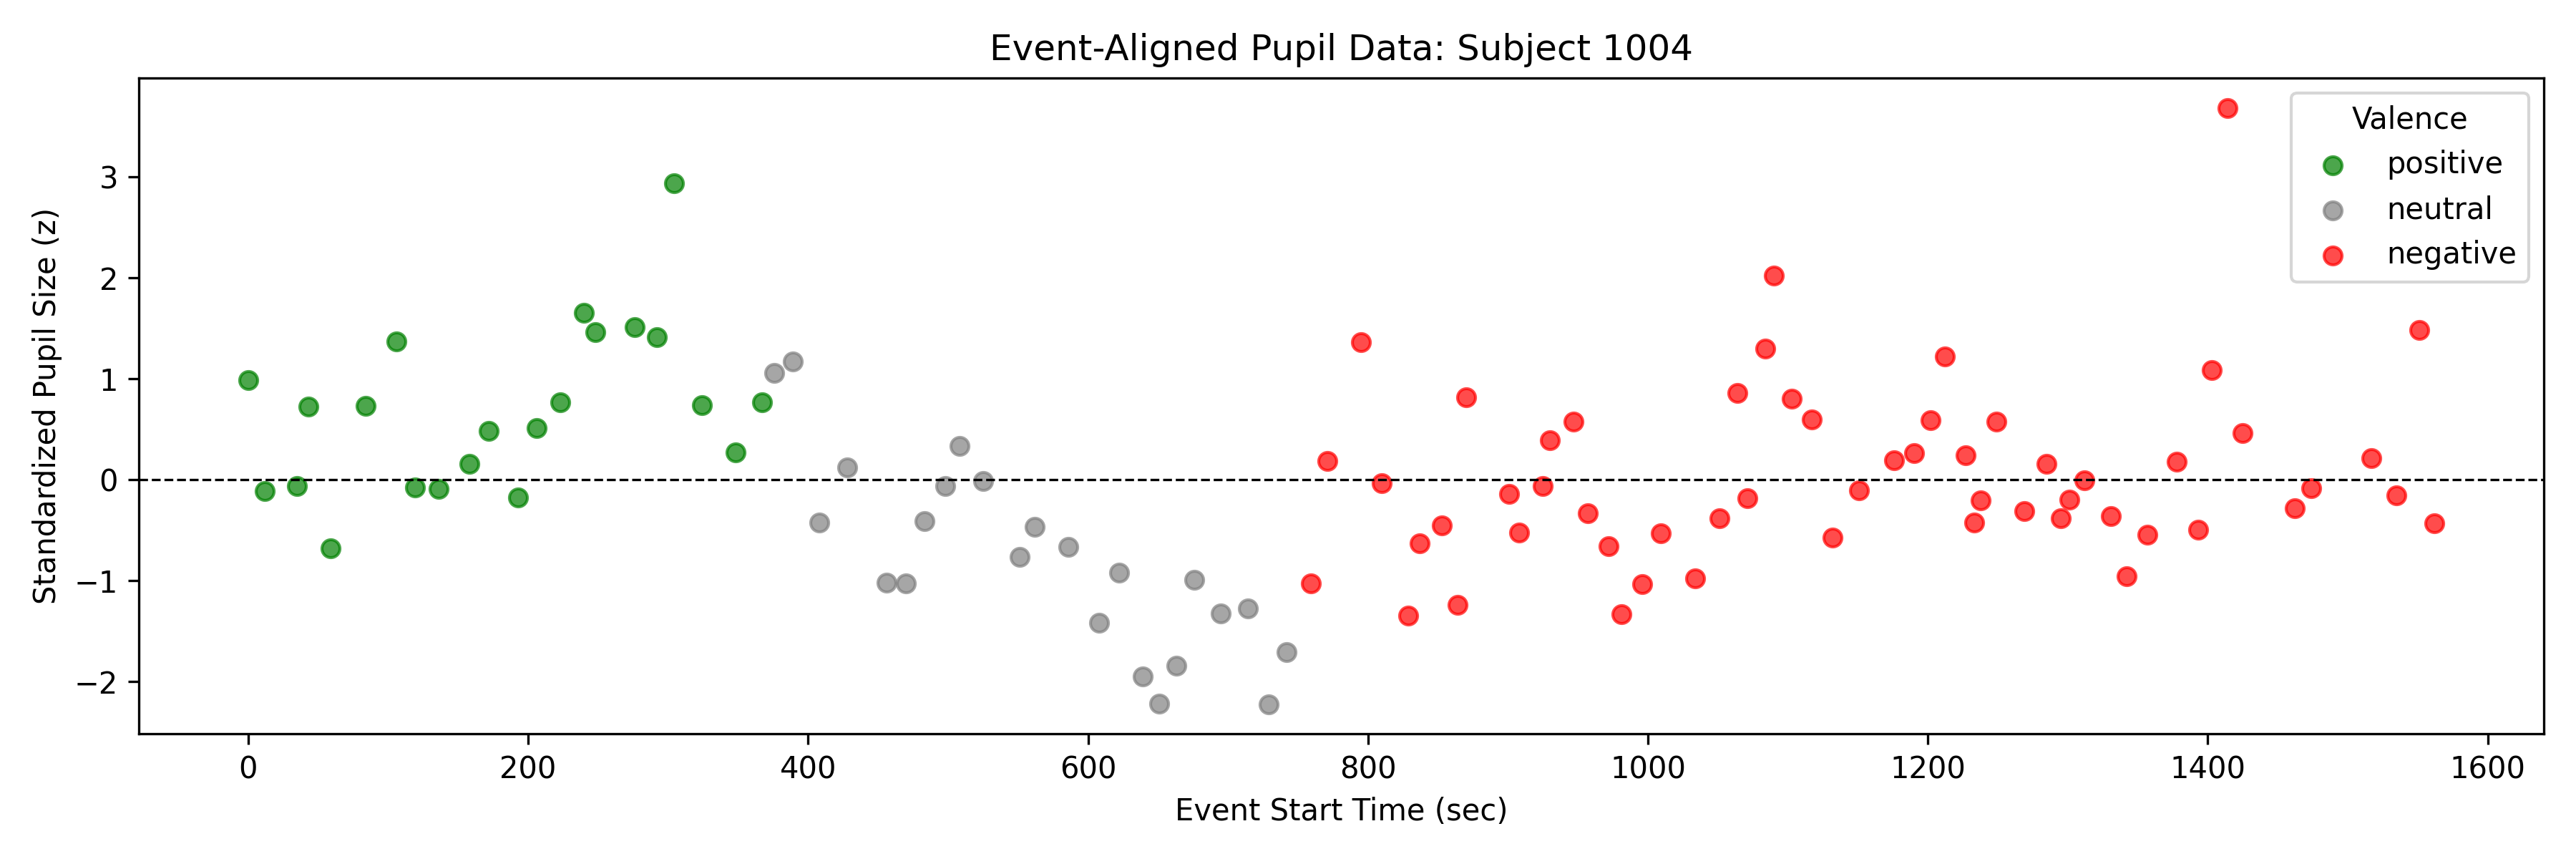 Event-Aligned Pupil Data: Subject 1004
Valence
positive
neutral
negative
Standardized Pupil Size (z)
3
2
1
0
−1
−2
0 200 400 600 800 1000 1200 1400 1600
Event Start Time (sec)